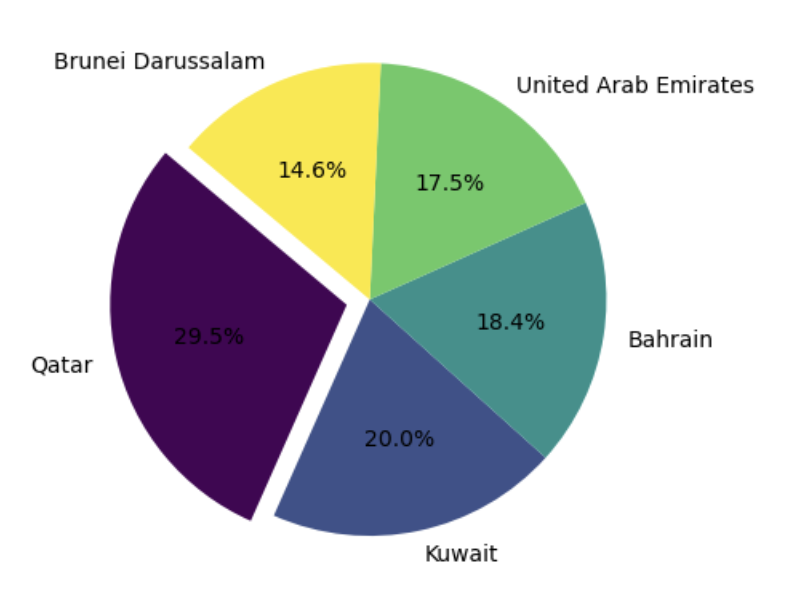 Brunei Darussalam
United Arab Emirates
14.6%
17.5%
29.5%
18.4%
Qatar
Bahrain
20.0%
Kuwait